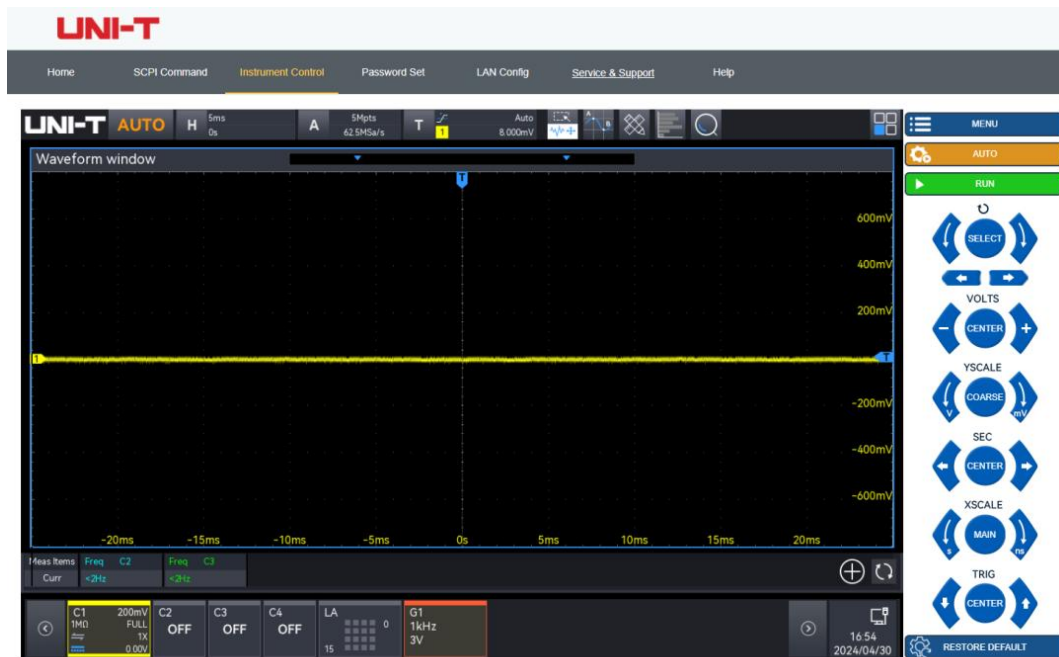 UNI-T
Home SCPI Command Instrument Control Password Set LAN Config Service & Support Help
UNI-T AUTO H 5ms 0s A 5Mpts 62.5MSa/s T 1 Auto 8.000mV
MENU
AUTO
RUN
Waveform window
T
600mV
400mV
200mV
1
T
-200mV
-400mV
-600mV
-20ms -15ms -10ms -5ms 0s 5ms 10ms 15ms 20ms
SELECT
VOLTS
- CENTER +
YSCALE
COARSE
V mV
SEC
CENTER
XSCALE
MAIN
s ns
TRIG
CENTER
RESTORE DEFAULT
Meas Items Freq C2 Freq C3
Curr <2Hz <2Hz
C1 200mV
1MΩ FULL
1X
0.00V
C2
OFF
C3
OFF
C4
OFF
LA
0
15
G1
1kHz
3V
16:54
2024/04/30